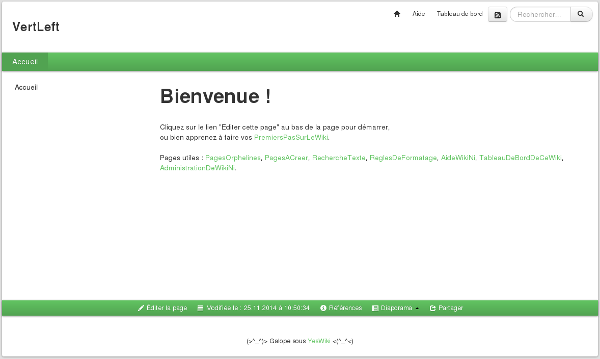 Aide Tableau de bord Rechercher...
VertLeft
Accueil
Accueil
Bienvenue !
Cliquez sur le lien "Editer cette page" au bas de la page pour démarrer,
ou bien apprenez à faire vos PremiersPasSurLeWiki.
Pages utiles : PagesOrphelines, PagesACreer, RechercheTexte, ReglesDeFormatage, AideWikiNi, TableauDeBordDeCeWiki,
AdministrationDeWikiNi.
Éditer la page Modifiée le : 25.11.2014 à 10:50:34 Références Diaporama Partager
(>^_^)> Galope sous YesWiki <(^_^<)